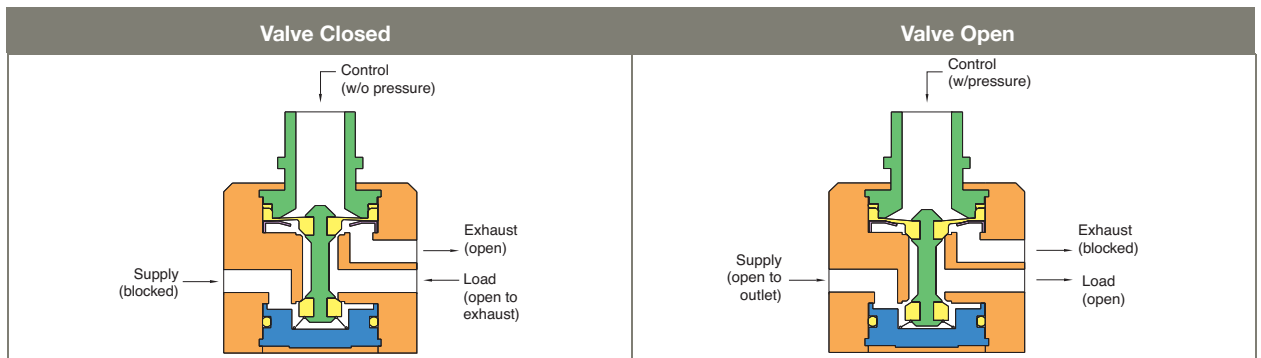 Valve Closed
Control
(w/o pressure)
Exhaust
(open)
Supply
(blocked)
Load
(open to
exhaust)
Valve Open
Control
(w/pressure)
Exhaust
(blocked)
Supply
(open to
outlet)
Load
(open)